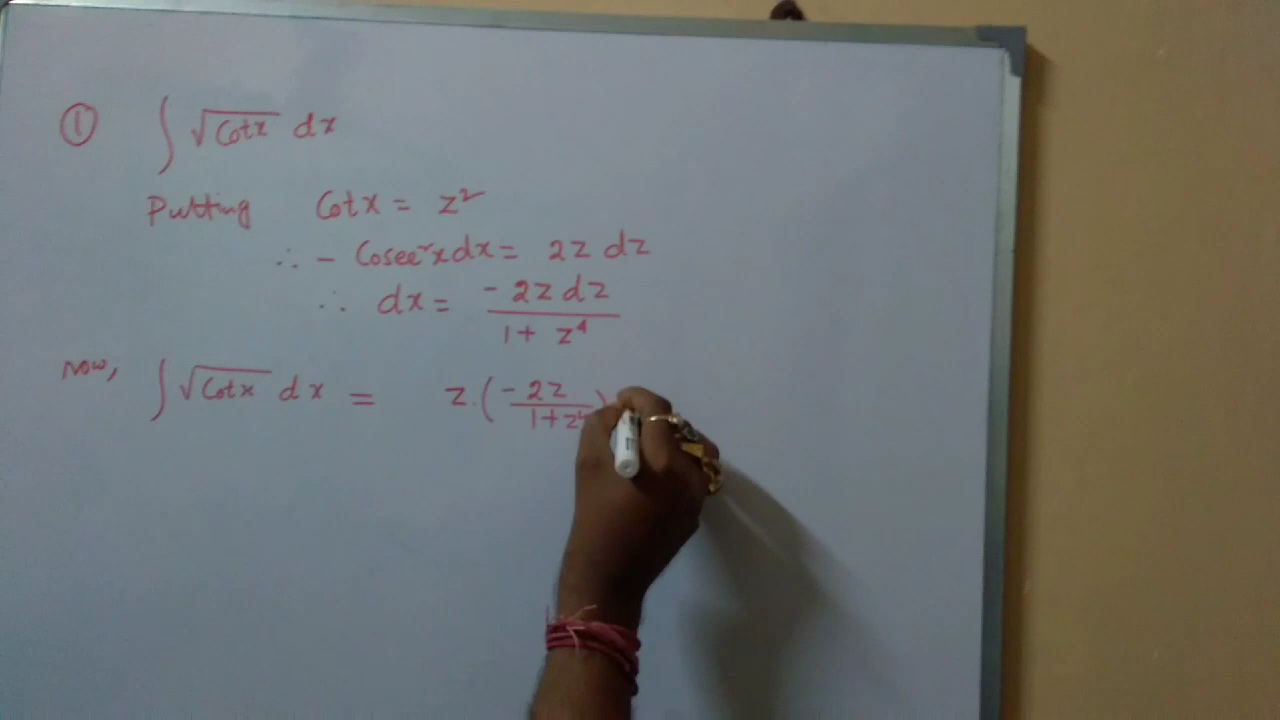 ① ∫ √Cotx dx
Putting Cotx = z²
∴ - Cosec²x dx = 2z dz
∴ dx = - 2z dz / 1 + z⁴
Now, ∫ √Cotx dx = z. (- 2z / 1 + z⁴)